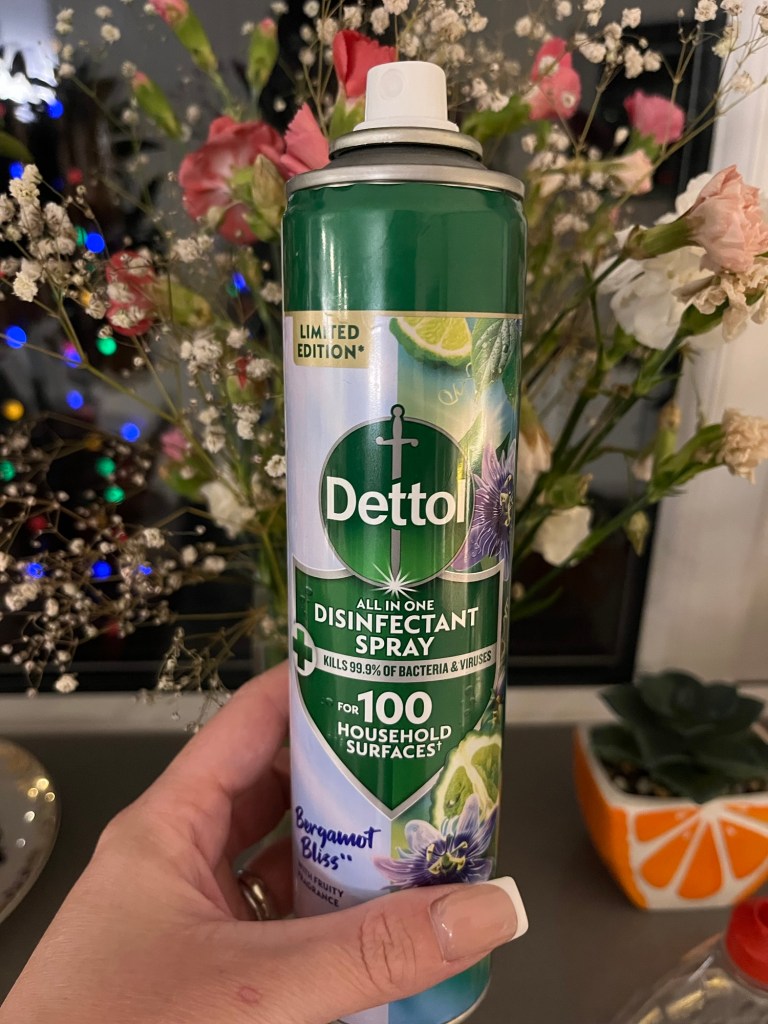 LIMITED
EDITION*
Dettol
ALL IN ONE
DISINFECTANT
SPRAY
KILLS 99.9% OF BACTERIA & VIRUSES
FOR 100
HOUSEHOLD
SURFACES†
Bergamot
Bliss**
FRUITY